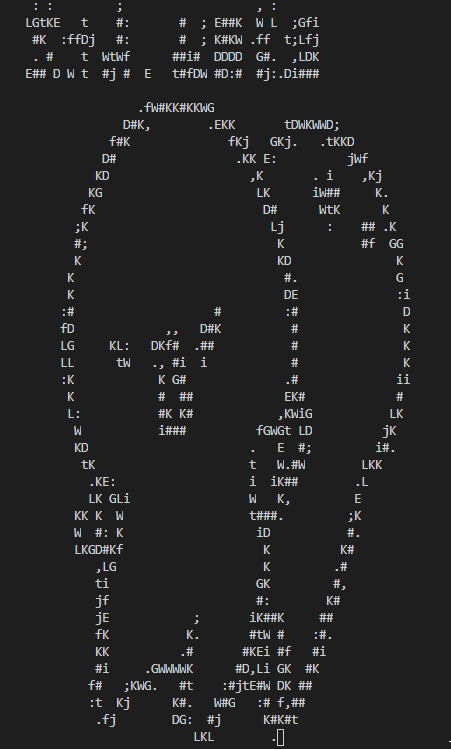 : : ; , :
LGtKE t #: # ; E##K W L ;Gfi
#K :ffDj #: # ; K#KW .ff t;Lfj
. # t WtWf ##i# DDDD G#. ,LDK
E## D W t #j # E t#fDW #D:# #j:.Di###
.fW#KK#KKWG
D#K, .EKK tDWKWWD;
f#K fKj GKj. .tKKD
D# .KK E: jWf
KD ,K . i ,Kj
KG LK iW## K.
fK D# WtK K
;K Lj : ## .K
#; K #f GG
K KD K
K #. G
K DE :i
:# # :# D
fD ,, D#K # K
LG KL: DKf# .## # K
LL tW ., #i i # K
:K K G# .# ii
K # ## EK# #
L: #K K# ,KWiG LK
W i### fGWGt LD jK
KD . E #; i#.
tK t W.#W LKK
.KE: i iK## .L
LK GLi W K, E
KK K W t###. ;K
W #: K iD #.
LKGD#Kf K K#
,LG K .#
ti GK #,
jf #: K#
jE ; iK##K ##
fK K. #tW # :#.
KK .# #KEi #f #i
#i .GWWWK #D,Li GK #K
f# ;KWG. #t :#jtE#W DK ##
:t Kj K#. W#G :# f,##
.fj DG: #j K#K#t
LKL .